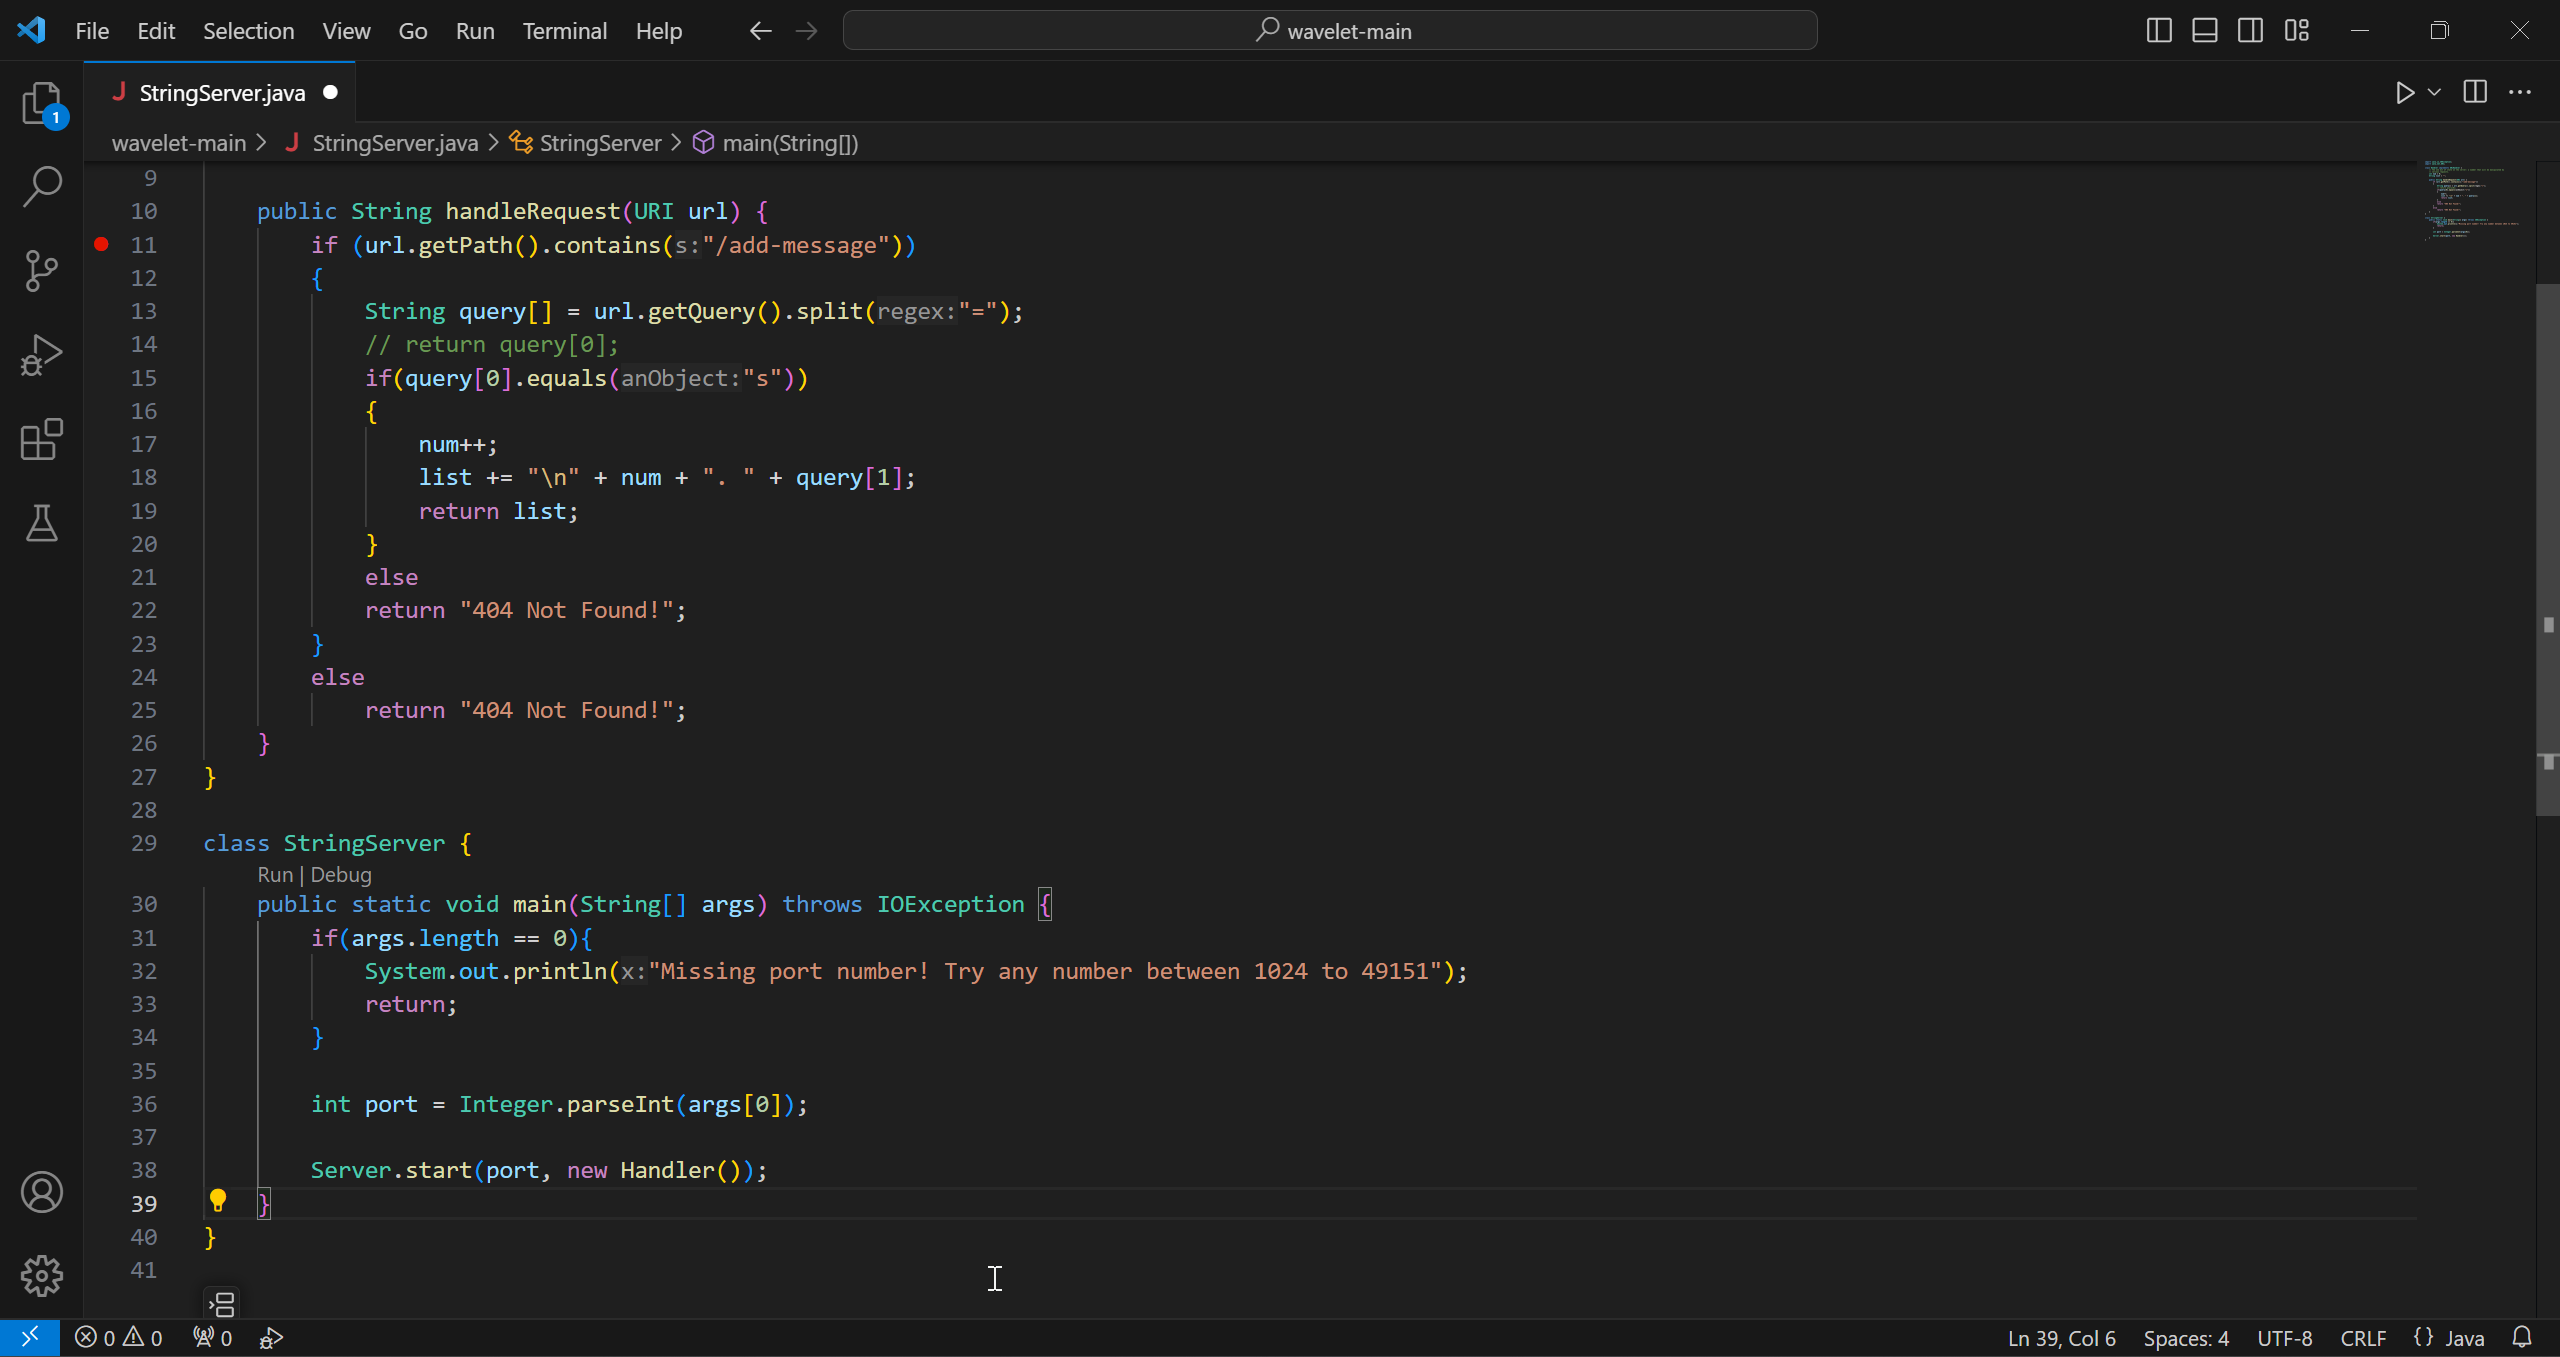 File Edit Selection View Go Run Terminal Help wavelet-main
1
StringServer.java
wavelet-main > StringServer.java > StringServer > main(String[])
9
10 public String handleRequest(URI url) {
11 if (url.getPath().contains(s:"/add-message"))
12 {
13 String query[] = url.getQuery().split(regex:"=");
14 // return query[0];
15 if(query[0].equals(anObject:"s"))
16 {
17 num++;
18 list += "\n" + num + ". " + query[1];
19 return list;
20 }
21 else
22 return "404 Not Found!";
23 }
24 else
25 return "404 Not Found!";
26 }
27 }
28
29 class StringServer {
Run | Debug
30 public static void main(String[] args) throws IOException {
31 if(args.length == 0){
32 System.out.println(x:"Missing port number! Try any number between 1024 to 49151");
33 return;
34 }
35
36 int port = Integer.parseInt(args[0]);
37
38 Server.start(port, new Handler());
39 }
40 }
41
0 0 0 Ln 39, Col 6 Spaces: 4 UTF-8 CRLF {} Java